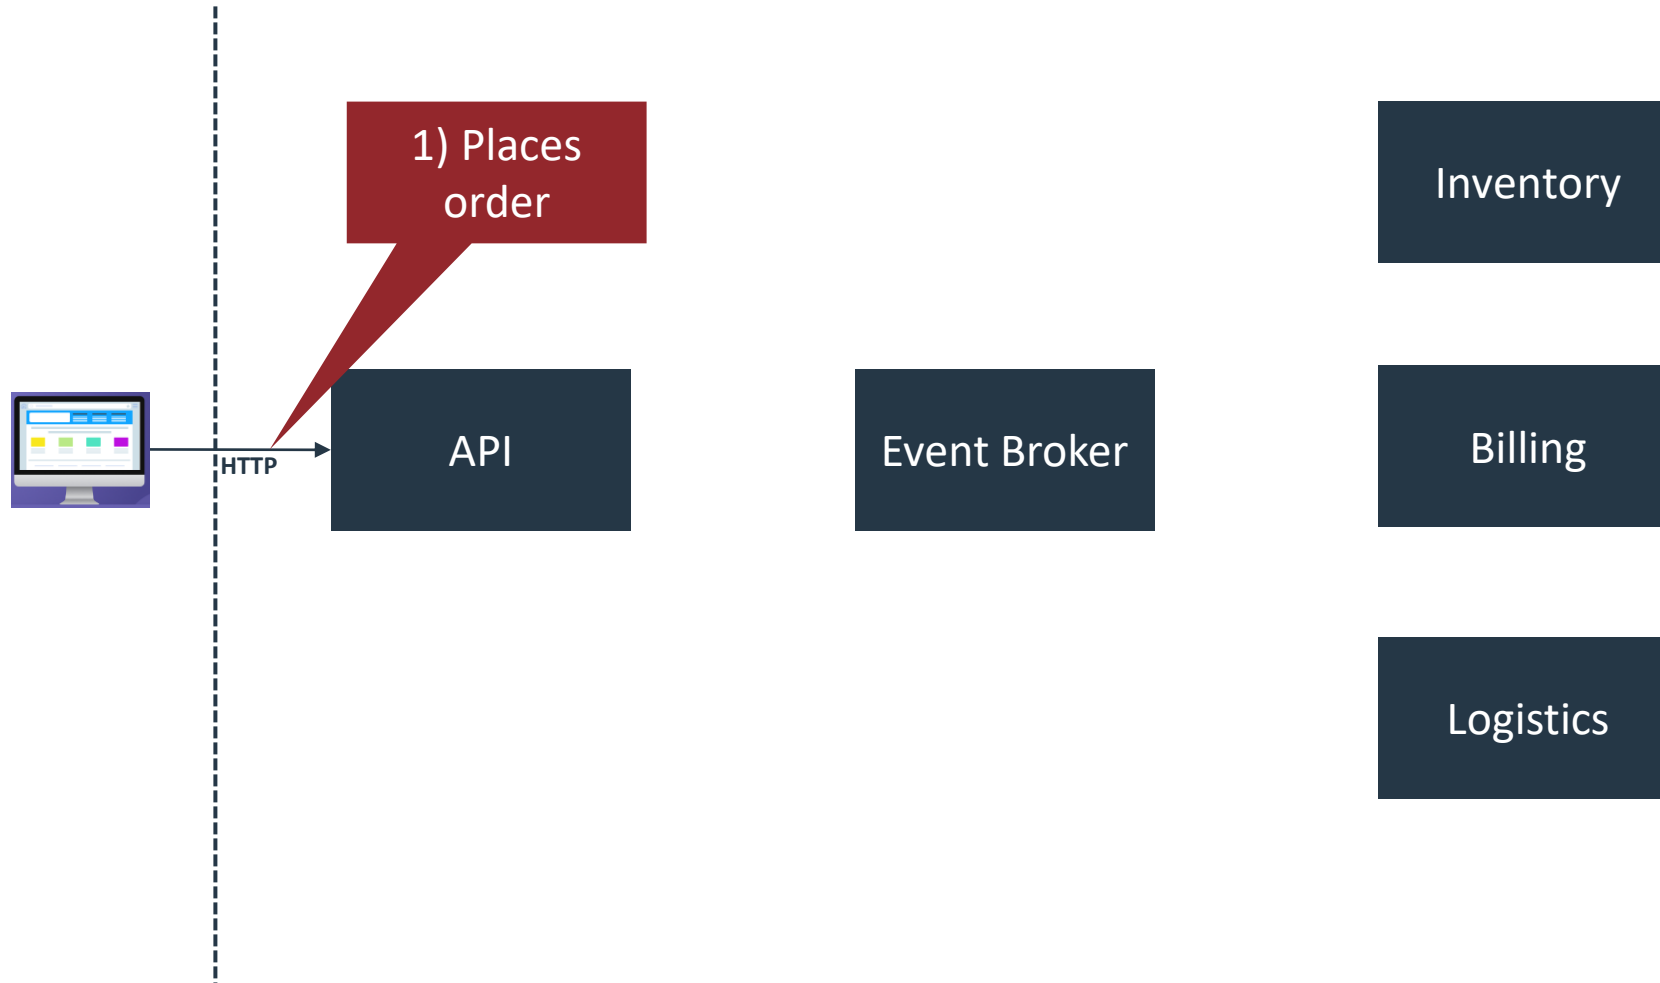 1) Places
order
Inventory
HTTP
API
Event Broker
Billing
Logistics